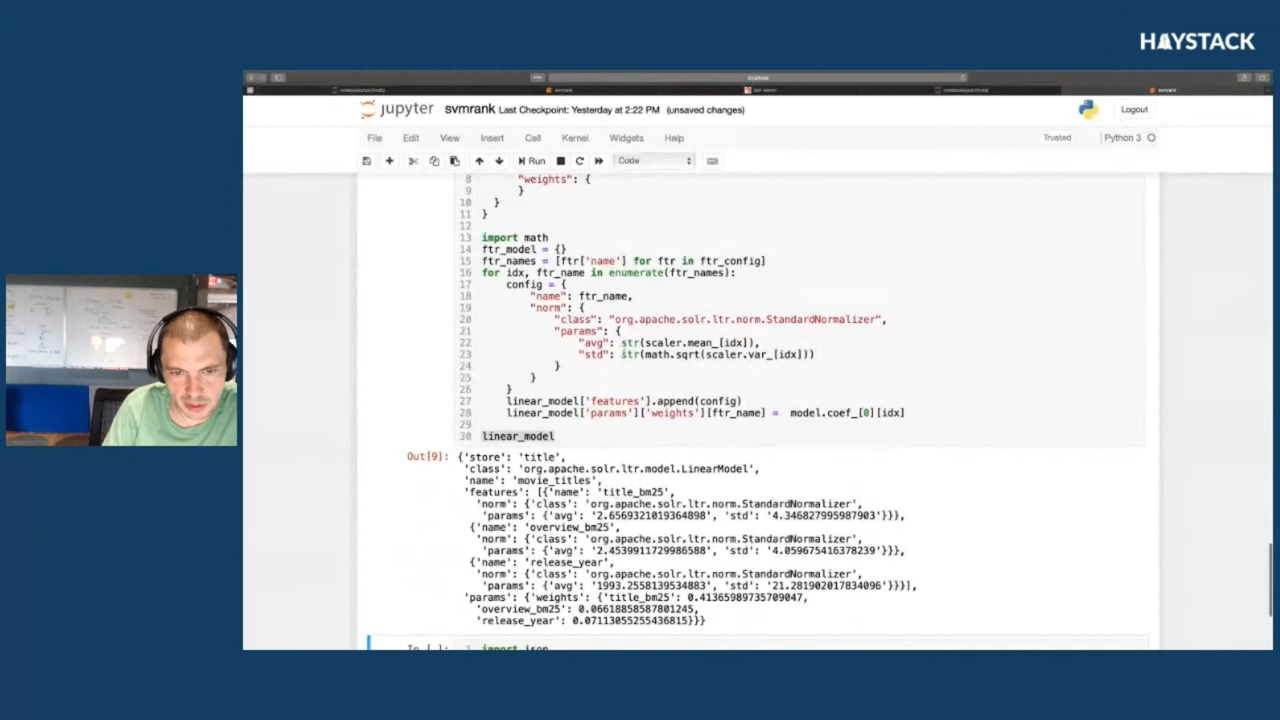 HAYSTACK
jupyter svmrank Last Checkpoint: Yesterday at 2:22 PM (unsaved changes)
Logout
File Edit View Insert Cell Kernel Widgets Help
Trusted
Python 3
Run
Code
8 "weights": {
9 }
10 }
11 }
12
13 import math
14 ftr_model = {}
15 ftr_names = [ftr['name'] for ftr in ftr_config]
16 for idx, ftr_name in enumerate(ftr_names):
17 config = {
18 "name": ftr_name,
19 "norm": {
20 "class": "org.apache.solr.ltr.norm.StandardNormalizer",
21 "params": {
22 "avg": str(scaler.mean_[idx]),
23 "std": str(math.sqrt(scaler.var_[idx]))
24 }
25 }
26 }
27 linear_model['features'].append(config)
28 linear_model['params']['weights'][ftr_name] = model.coef_[0][idx]
29
30 linear_model
Out[9]: {'store': 'title',
'class': 'org.apache.solr.ltr.model.LinearModel',
'name': 'movie_titles',
'features': [{'name': 'title_bm25',
'norm': {'class': 'org.apache.solr.ltr.norm.StandardNormalizer',
'params': {'avg': '2.6569321019364898', 'std': '4.346827995987903'}}},
{'name': 'overview_bm25',
'norm': {'class': 'org.apache.solr.ltr.norm.StandardNormalizer',
'params': {'avg': '2.4539911729986588', 'std': '4.059675416378239'}}},
{'name': 'release_year',
'norm': {'class': 'org.apache.solr.ltr.norm.StandardNormalizer',
'params': {'avg': '1993.2558139534883', 'std': '21.281902017834096'}}}],
'params': {'weights': {'title_bm25': 0.41365989735709047,
'overview_bm25': 0.06618858587801245,
'release_year': 0.07113055255436815}}}
In [ ]: 1 import json